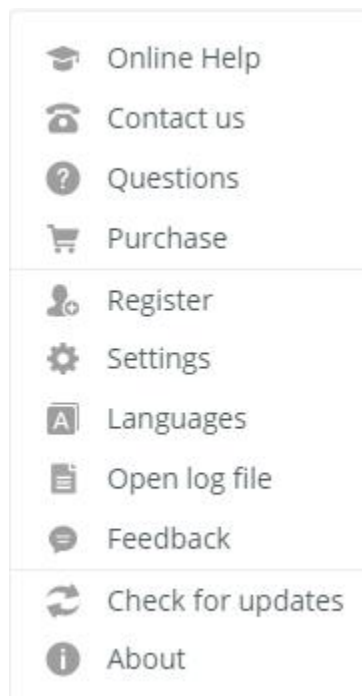 Online Help
Contact us
Questions
Purchase
Register
Settings
Languages
Open log file
Feedback
Check for updates
About